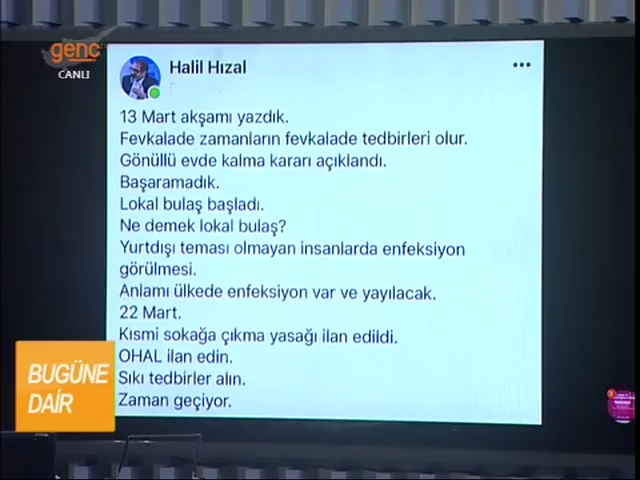 genc
CANLI
Halil Hızal
13 Mart akşamı yazdık.
Fevkalade zamanların fevkalade tedbirleri olur.
Gönüllü evde kalma kararı açıklandı.
Başaramadık.
Lokal bulaş başladı.
Ne demek lokal bulaş?
Yurtdışı teması olmayan insanlarda enfeksiyon
görülmesi.
Anlamı ülkede enfeksiyon var ve yayılacak.
22 Mart.
Kısmi sokağa çıkma yasağı ilan edildi.
OHAL ilan edin.
Sıkı tedbirler alın.
Zaman geçiyor.
BUGÜNE
DAİR